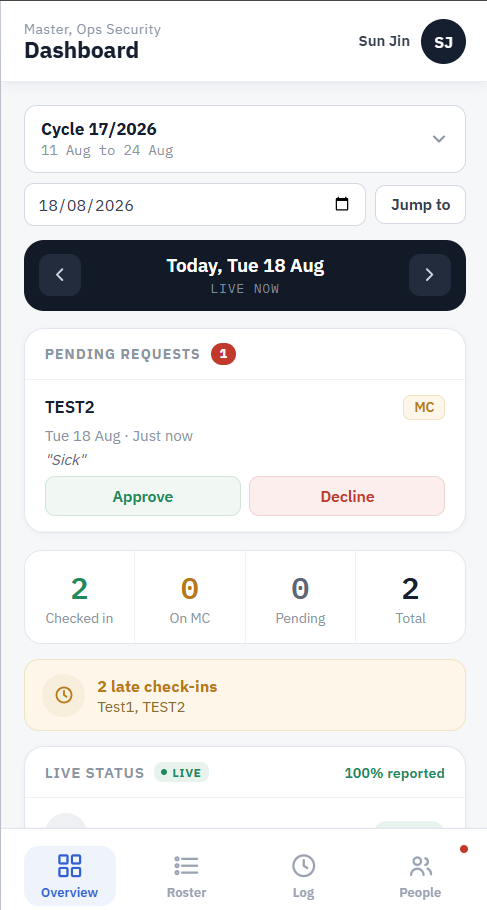 Master, Ops Security
Dashboard
Sun Jin
SJ
Cycle 17/2026
11 Aug to 24 Aug
18/08/2026
Jump to
Today, Tue 18 Aug
LIVE NOW
PENDING REQUESTS 1
TEST2
MC
Tue 18 Aug · Just now
"Sick"
Approve
Decline
2
Checked in
0
On MC
0
Pending
2
Total
2 late check-ins
Test1, TEST2
LIVE STATUS
LIVE
100% reported
Overview
Roster
Log
People